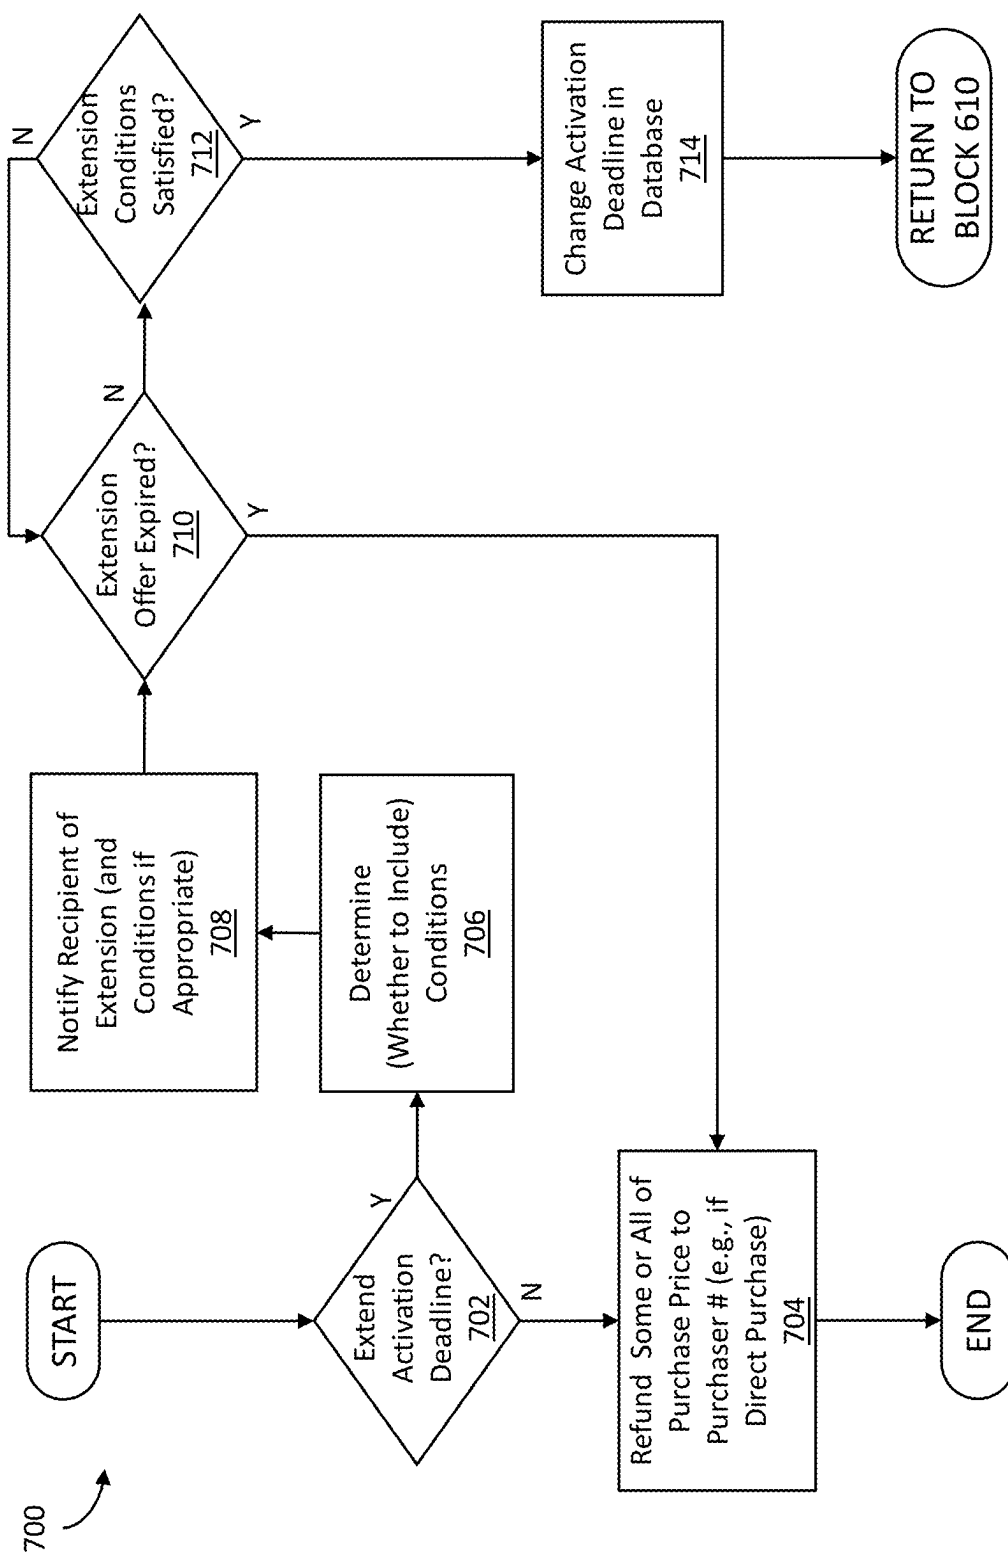 700
START
Extend
Activation
Deadline?
702
Y
N
Refund Some or All of
Purchase Price to
Purchaser # (e.g., if
Direct Purchase)
704
END
Determine
(Whether to Include)
Conditions
706
Notify Recipient of
Extension (and
Conditions if
Appropriate)
708
Extension
Offer Expired?
710
N
Y
Extension
Conditions
Satisfied?
712
N
Y
Change Activation
Deadline in
Database
714
RETURN TO
BLOCK 610